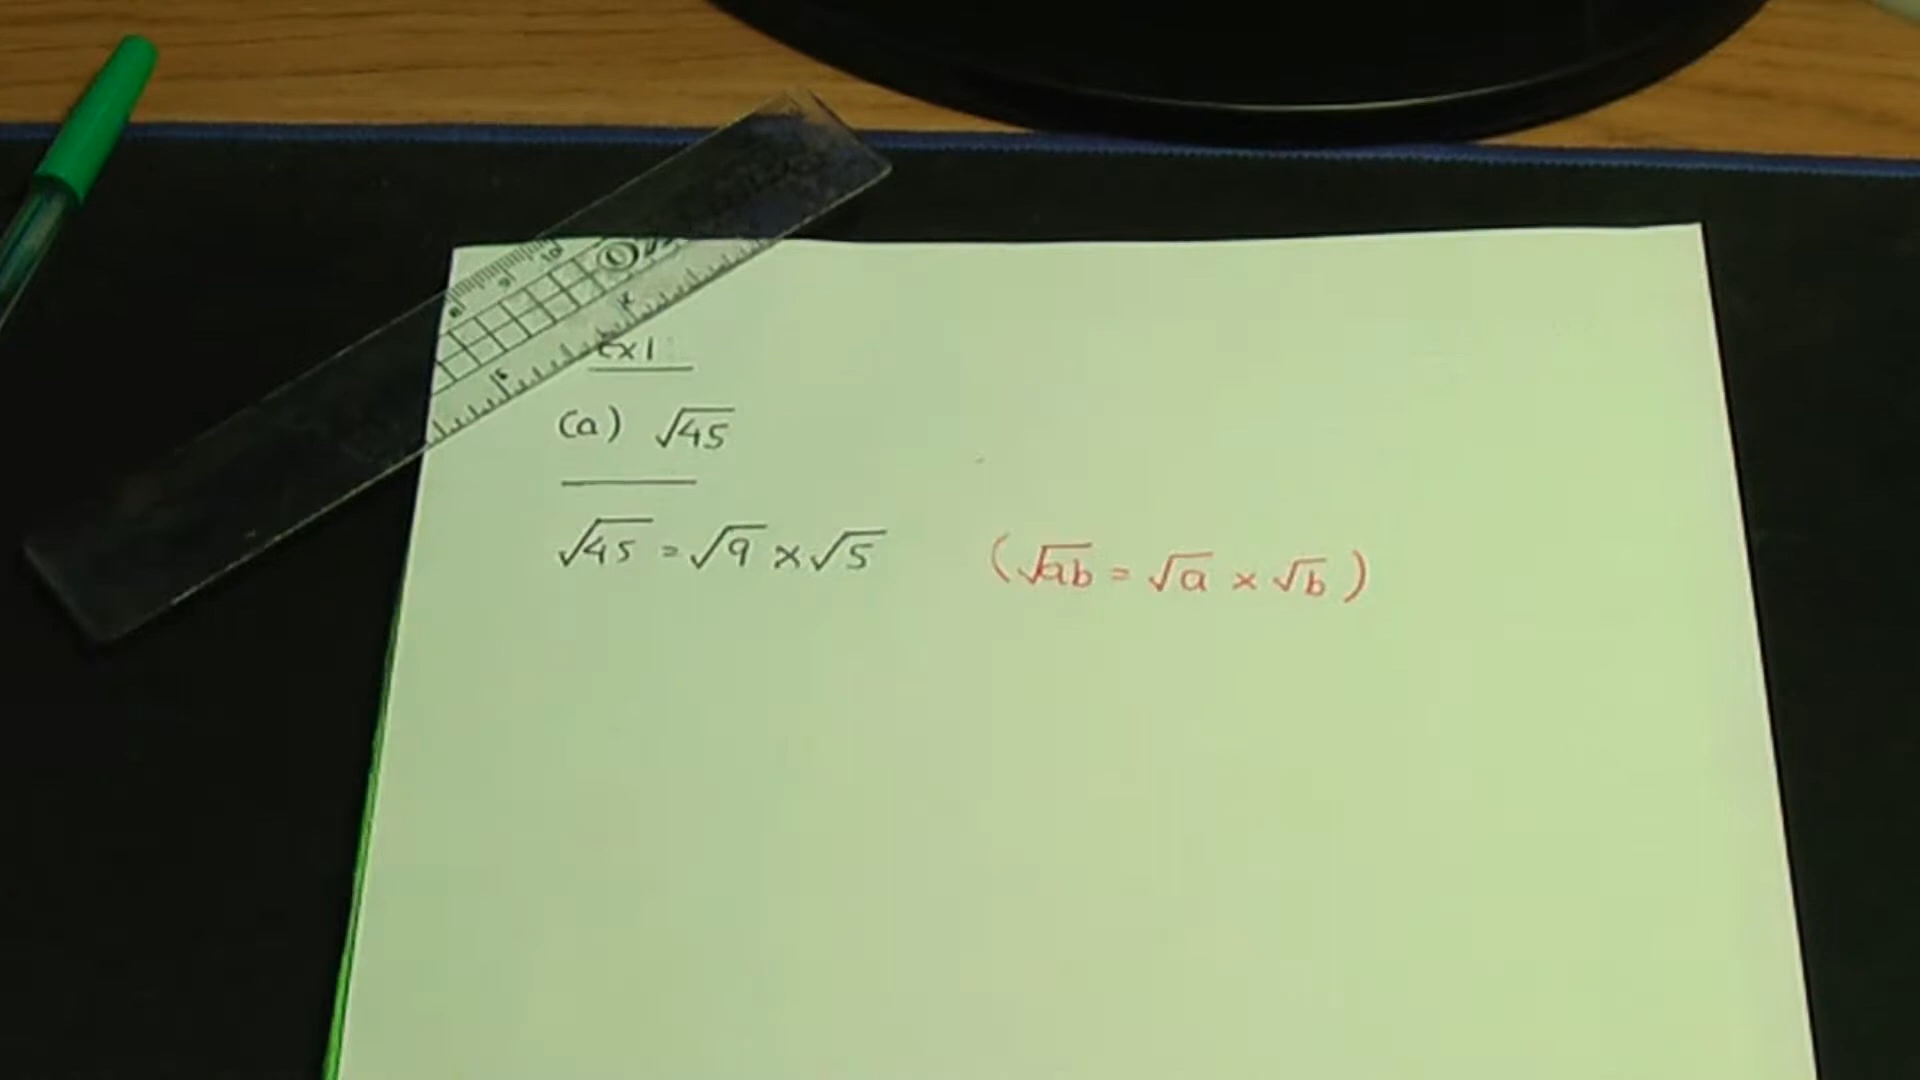 Ex1
(a) √45
√45 = √9 × √5 (√ab = √a × √b)